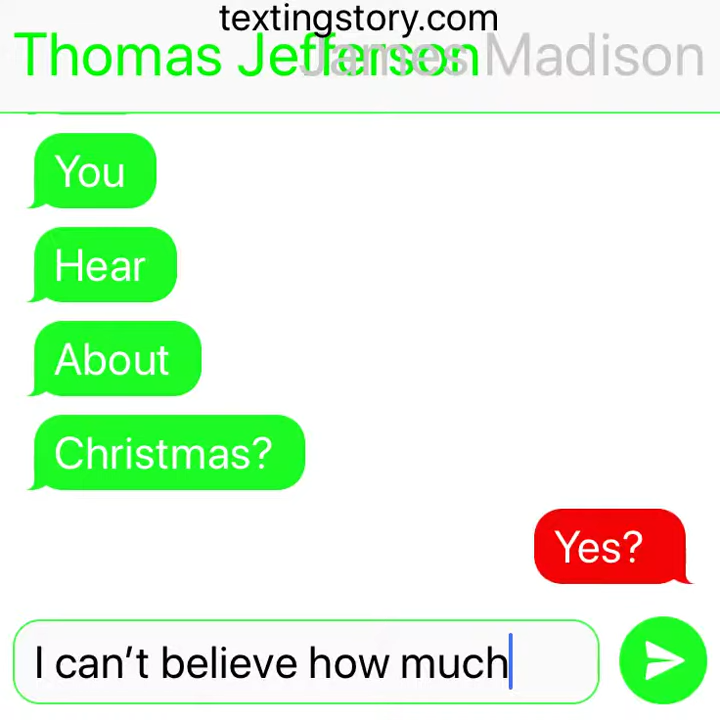 textingstory.com
Thomas Jefferson James Madison
You
Hear
About
Christmas?
Yes?
I can't believe how much